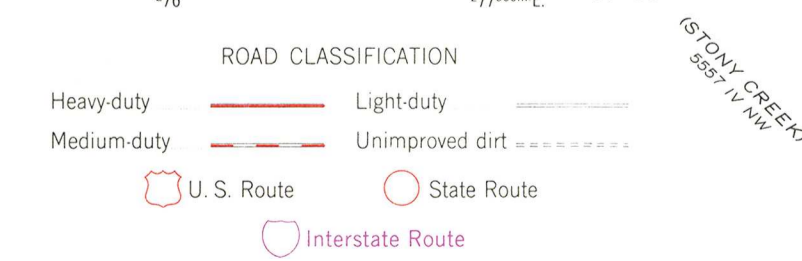 ROAD CLASSIFICATION
Heavy-duty
Light-duty
Medium-duty
Unimproved dirt
U. S. Route
State Route
Interstate Route
(STONY CREEK)
5557 IV NW